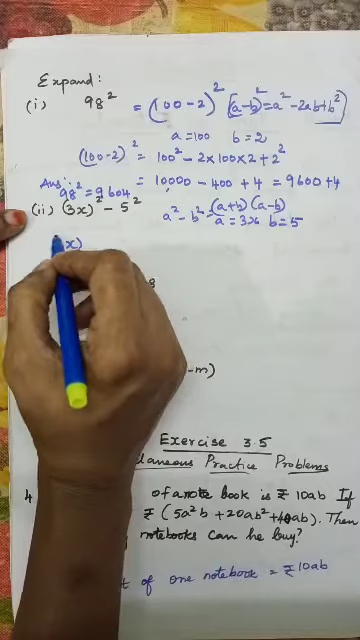 Expand:
(i) 98² = (100-2)² (a-b)² = a² - 2ab + b²
a = 100 b = 2
(100-2)² = 100² - 2×100×2 + 2²
= 10000 - 400 + 4 = 9600 + 4
Ans: 98² = 9604
(ii) (3x)² - 5² a² - b² = (a+b) (a-b)
a = 3x b = 5
x)
-m)
Exercise 3.5
Practice Problems
4
of a note book is ₹ 10ab If
₹ (5a²b + 20ab² + 40ab). Then
notebooks can he buy?
of one notebook = ₹10ab